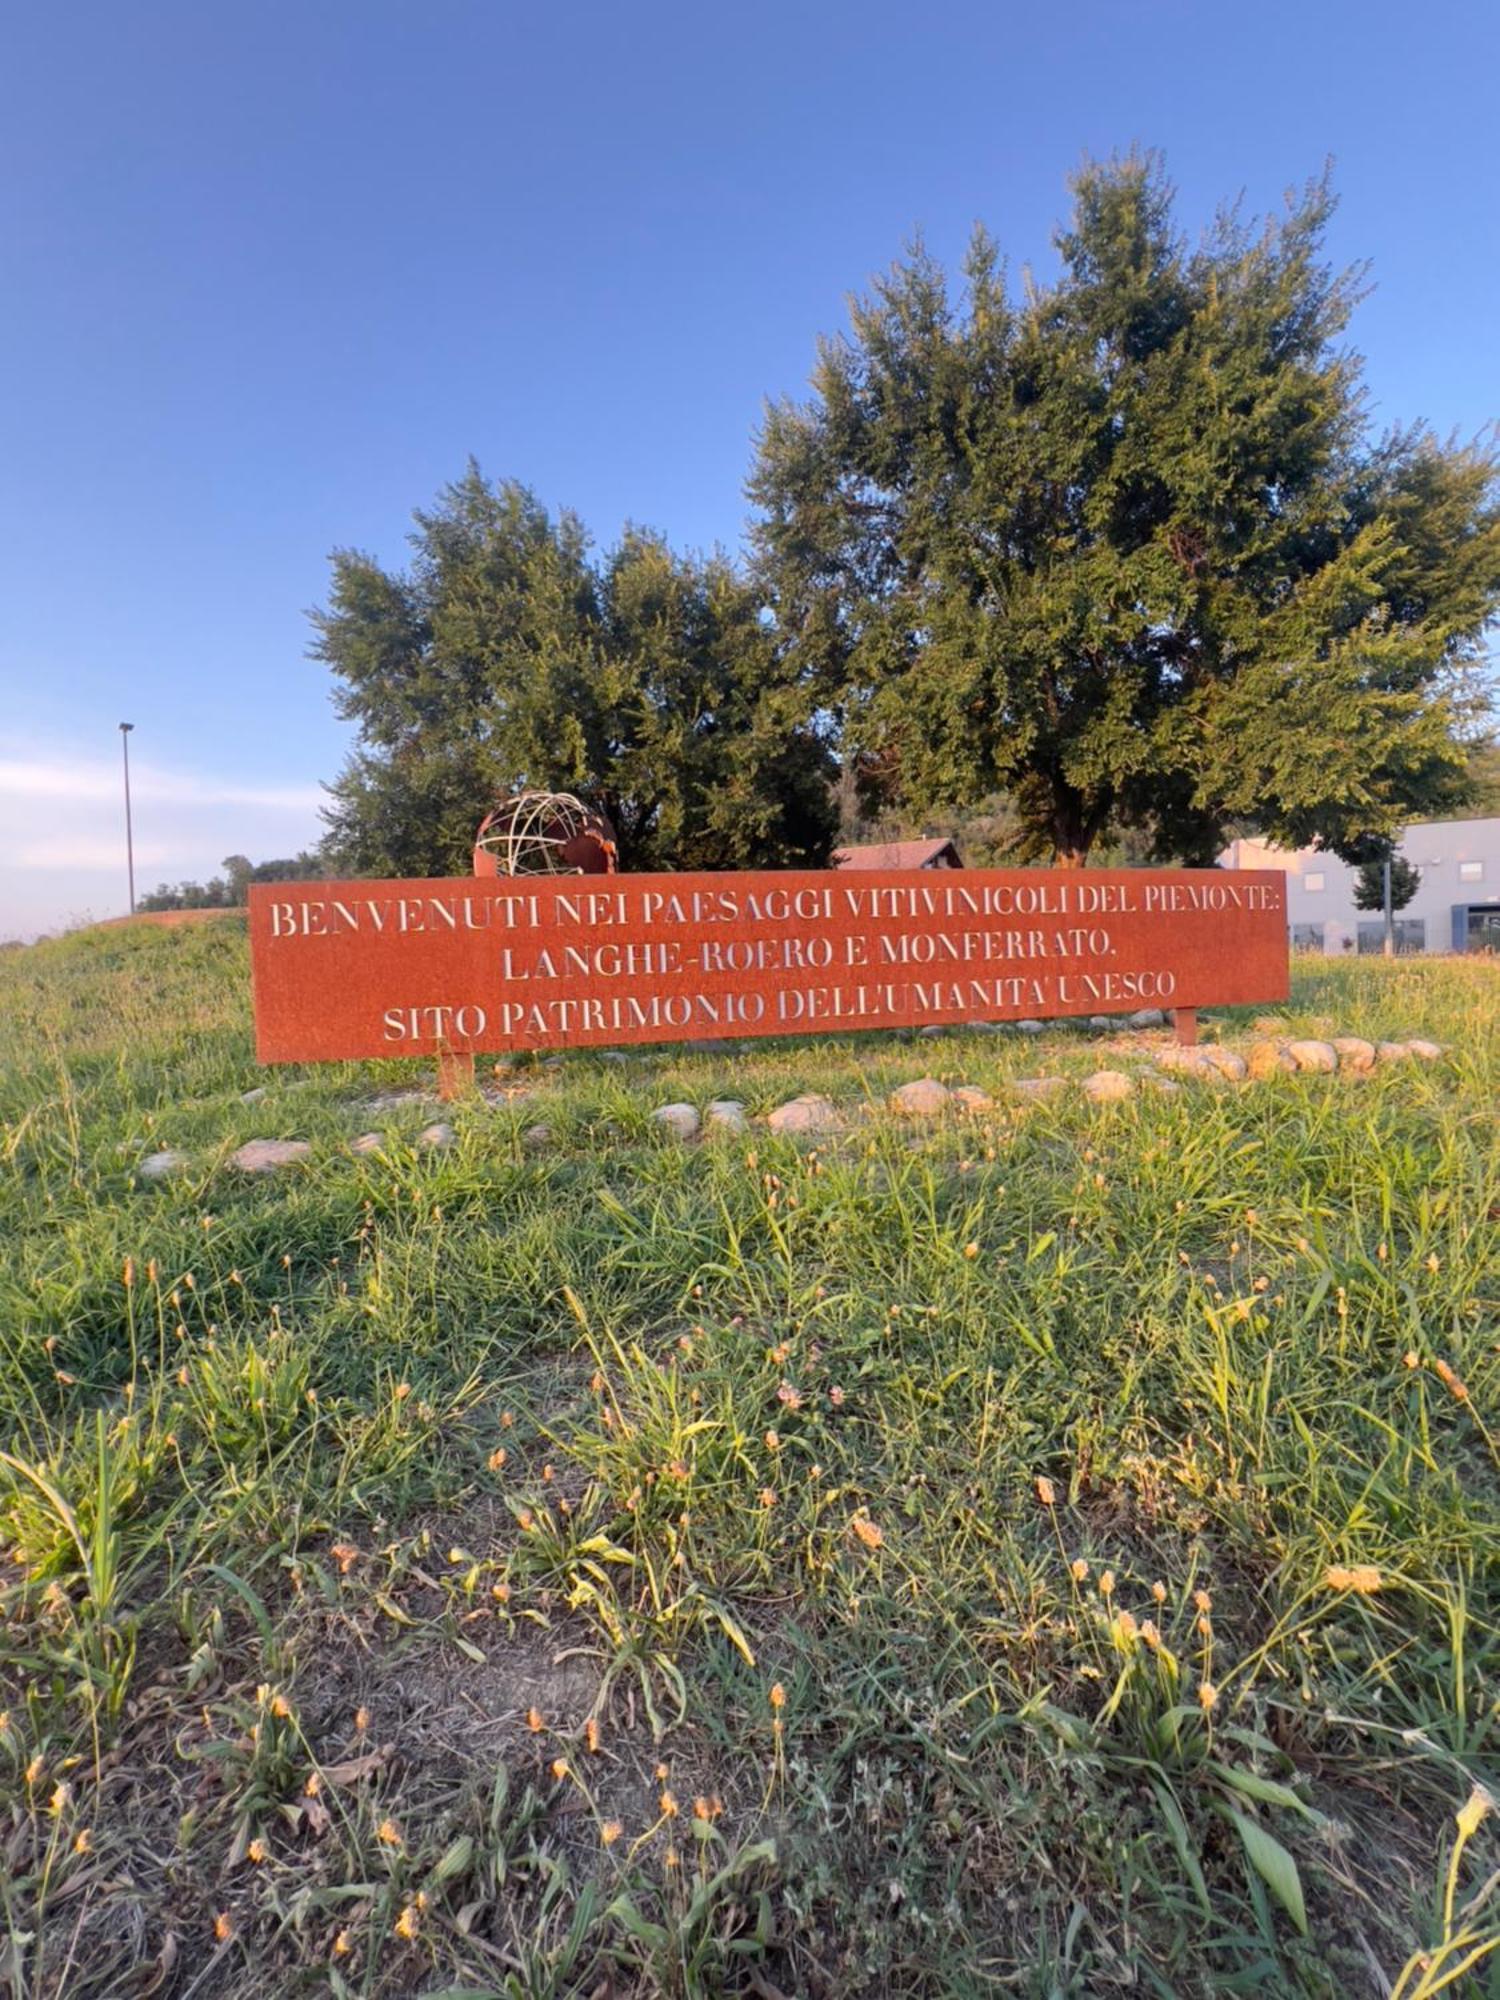 BENVENUTI NEI PAESAGGI VITIVINICOLI DEL PIEMONTE:
LANGHE-ROERO E MONFERRATO,
SITO PATRIMONIO DELL'UMANITA' UNESCO